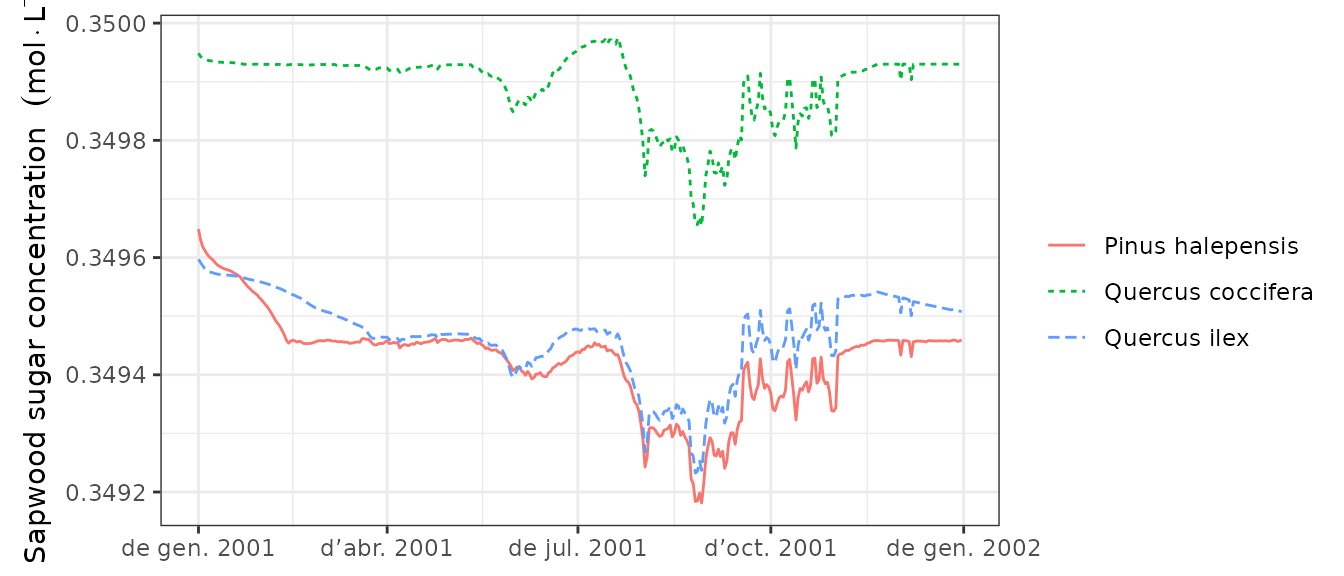 Sapwood sugar concentration (mol·L
0.3500
0.3498
0.3496
0.3494
0.3492
de gen. 2001
d’abr. 2001
de jul. 2001
d’oct. 2001
de gen. 2002
Pinus halepensis
Quercus coccifera
Quercus ilex